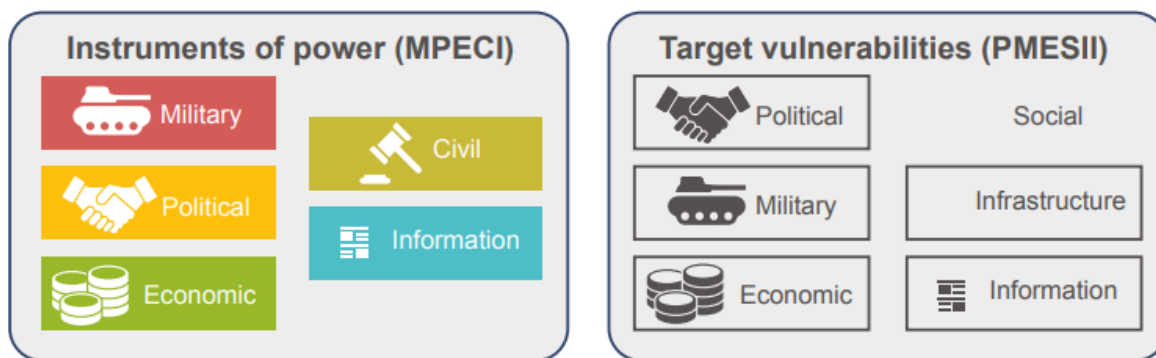 Instruments of power (MPECI)
Military
Political
Economic
Civil
Information
Target vulnerabilities (PMESII)
Political
Military
Economic
Social
Infrastructure
Information